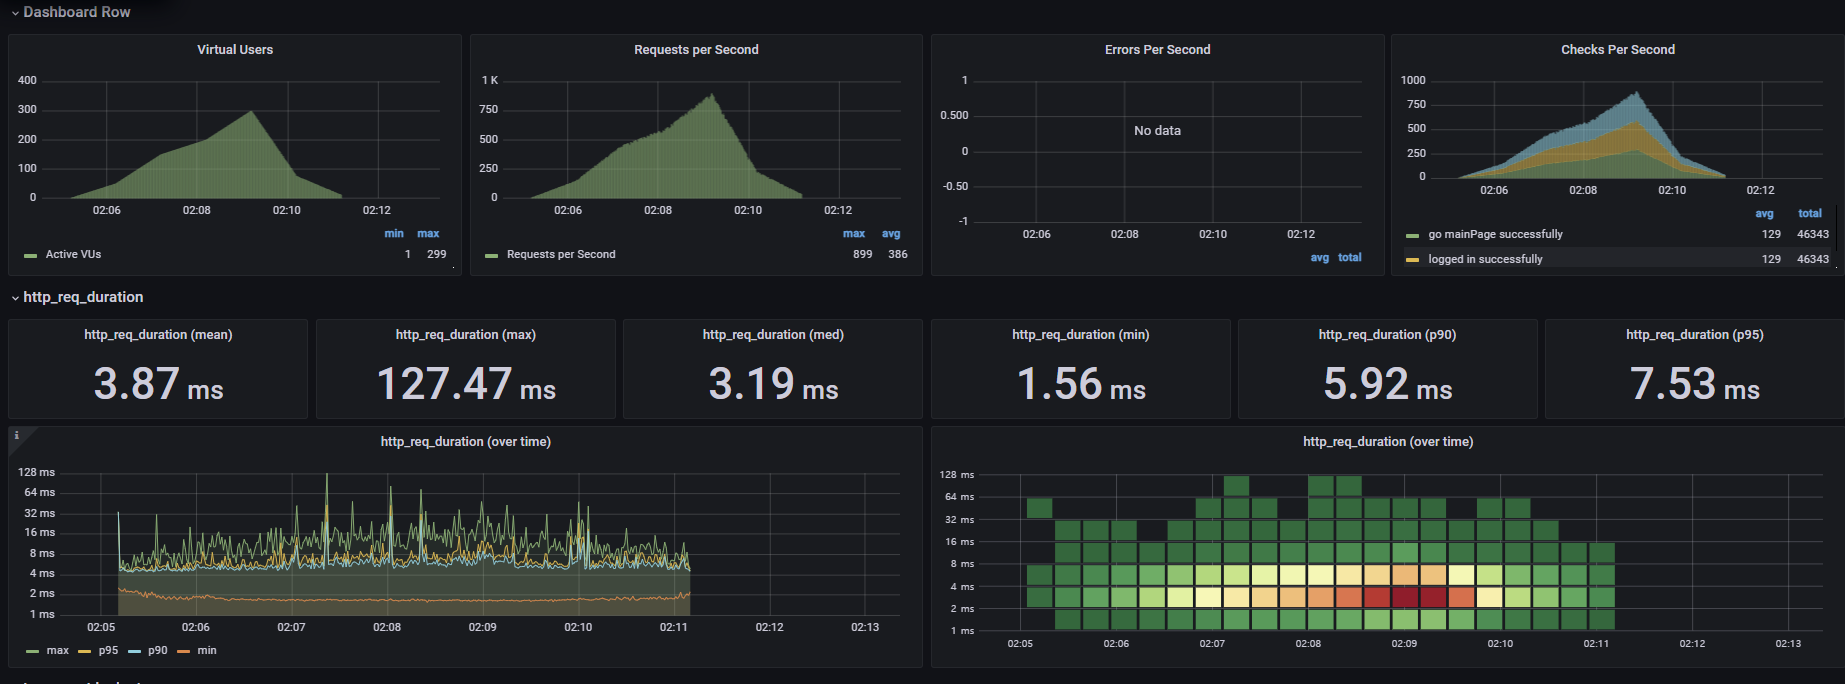 Dashboard Row
Virtual Users
400
300
200
100
0
02:06 02:08 02:10 02:12
min max
Active VUs 1 299
Requests per Second
1 K
750
500
250
0
02:06 02:08 02:10 02:12
max avg
Requests per Second 899 386
Errors Per Second
1
0.500
0
-0.50
-1
No data
02:06 02:08 02:10 02:12
avg total
Checks Per Second
1000
750
500
250
0
02:06 02:08 02:10 02:12
avg total
go mainPage successfully 129 46343
logged in successfully 129 46343
http_req_duration
http_req_duration (mean)
3.87 ms
http_req_duration (max)
127.47 ms
http_req_duration (med)
3.19 ms
http_req_duration (min)
1.56 ms
http_req_duration (p90)
5.92 ms
http_req_duration (p95)
7.53 ms
i
http_req_duration (over time)
128 ms
64 ms
32 ms
16 ms
8 ms
4 ms
2 ms
1 ms
02:05 02:06 02:07 02:08 02:09 02:10 02:11 02:12 02:13
max p95 p90 min
http_req_duration (over time)
128 ms
64 ms
32 ms
16 ms
8 ms
4 ms
2 ms
1 ms
02:05 02:06 02:07 02:08 02:09 02:10 02:11 02:12 02:13